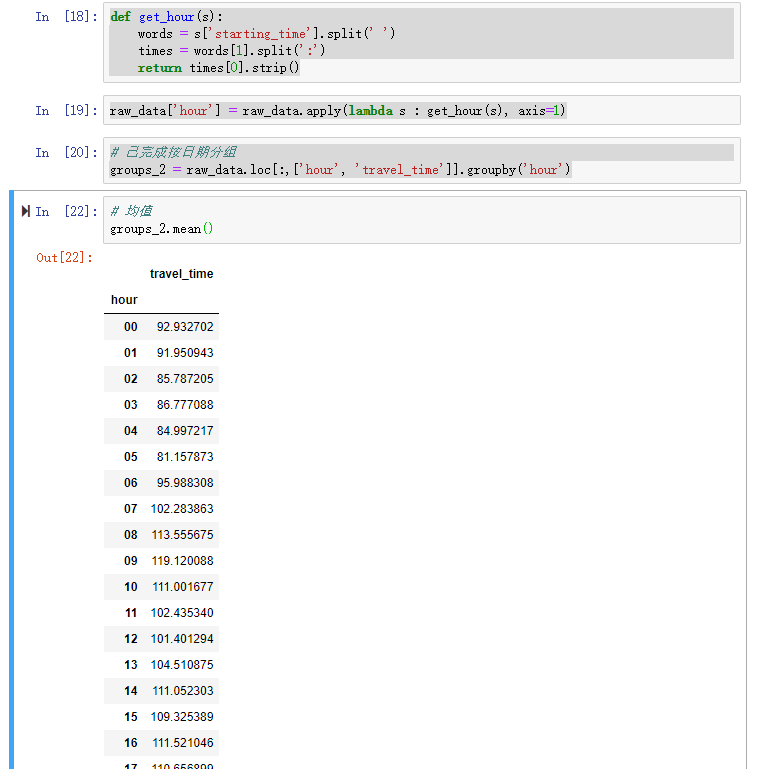 In [18]: def get_hour(s):
words = s['starting_time'].split(' ')
times = words[1].split(':')
return times[0].strip()
In [19]: raw_data['hour'] = raw_data.apply(lambda s : get_hour(s), axis=1)
In [20]: # 已完成按日期分组
groups_2 = raw_data.loc[:,['hour', 'travel_time']].groupby('hour')
In [22]: # 均值
groups_2.mean()
Out[22]:
travel_time
hour
00 92.932702
01 91.950943
02 85.787205
03 86.777088
04 84.997217
05 81.157873
06 95.988308
07 102.283863
08 113.555675
09 119.120088
10 111.001677
11 102.435340
12 101.401294
13 104.510875
14 111.052303
15 109.325389
16 111.521046
17 110.656899